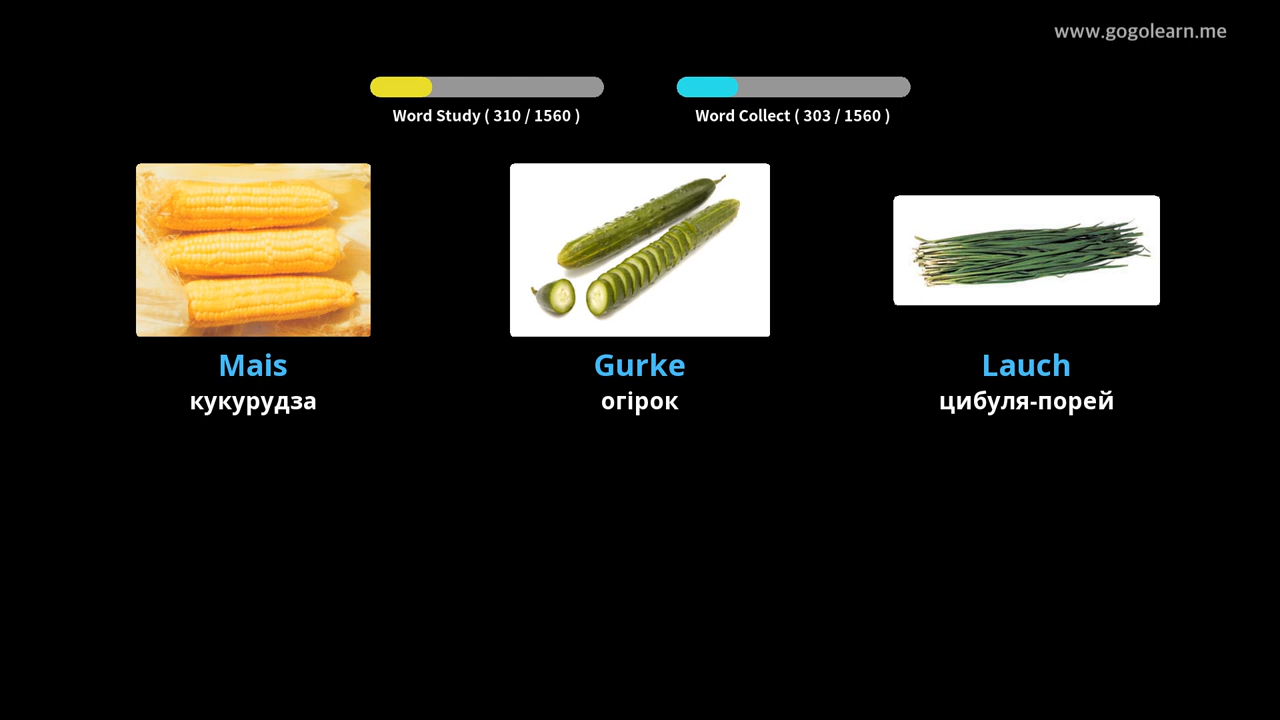 www.gogolearn.me
Word Study ( 310 / 1560 )
Word Collect ( 303 / 1560 )
Mais
кукурудза
Gurke
огірок
Lauch
цибуля-порей